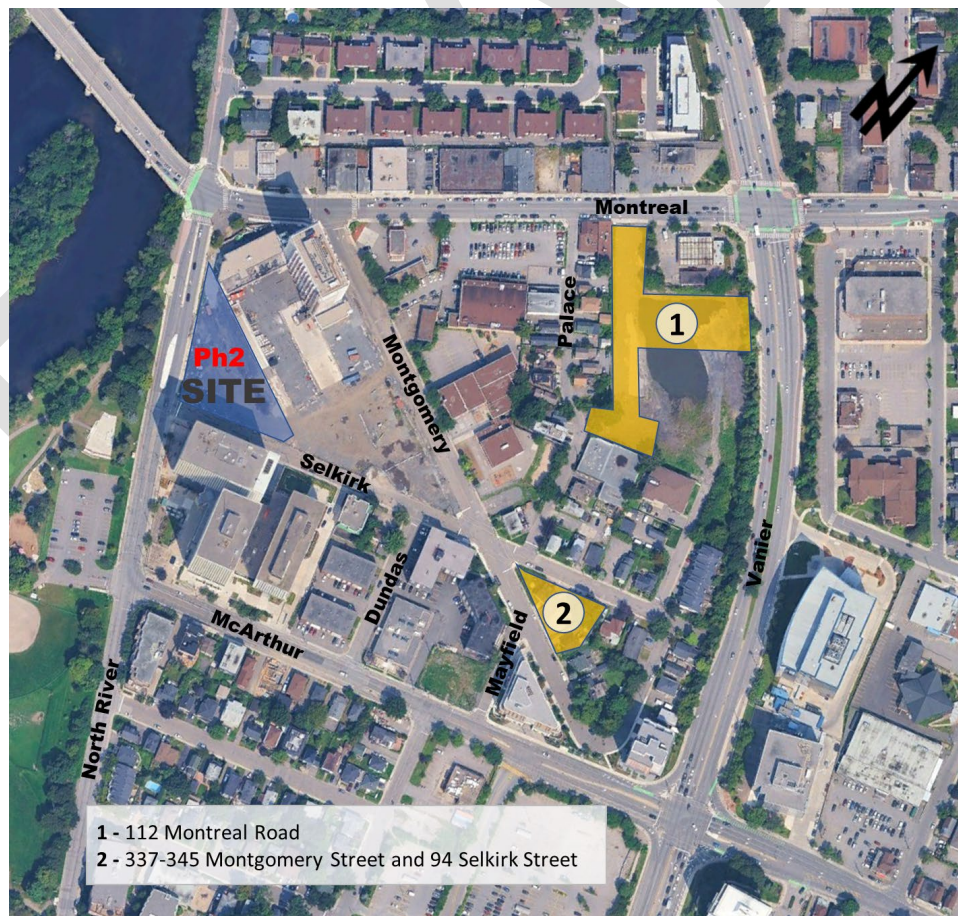 Montreal
Palace
1
Ph2
SITE
Montgomery
Selkirk
Vanier
Dundas
2
McArthur
Mayfield
North River
1 - 112 Montreal Road
2 - 337-345 Montgomery Street and 94 Selkirk Street